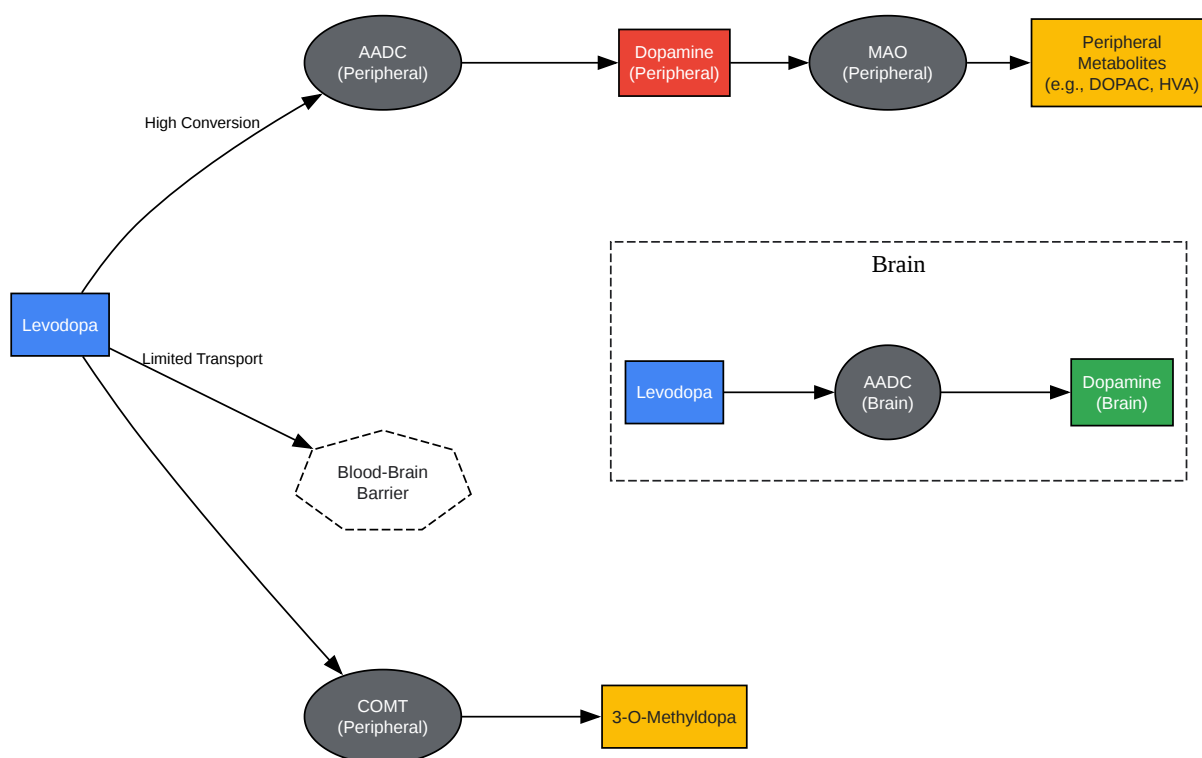 AADC
(Peripheral)
Dopamine
(Peripheral)
MAO
(Peripheral)
Peripheral
Metabolites
(e.g., DOPAC, HVA)
High Conversion
Brain
Levodopa
Limited Transport
Levodopa
AADC
(Brain)
Dopamine
(Brain)
Blood-Brain
Barrier
COMT
(Peripheral)
3-O-Methyldopa